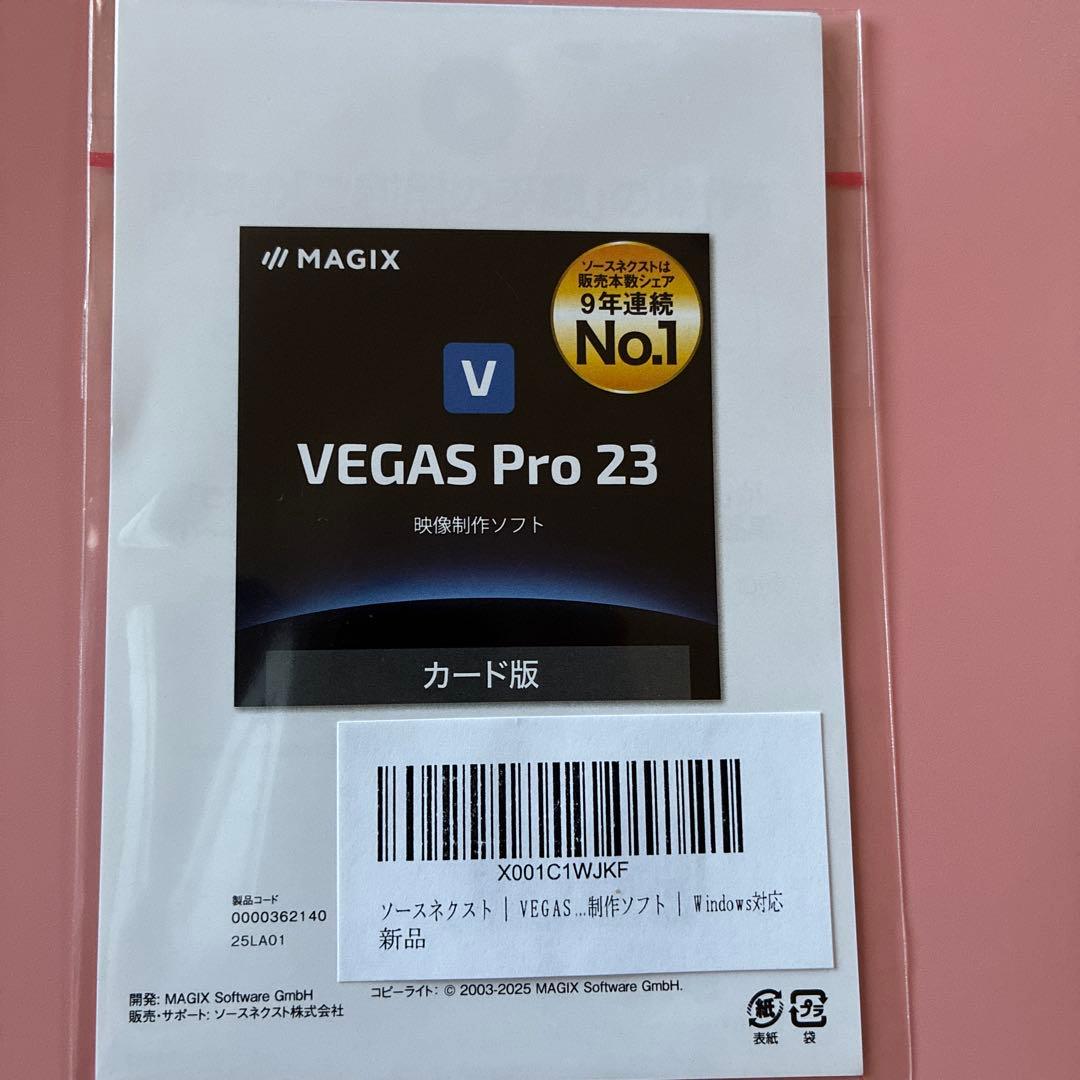 MAGIX
ソースネクストは
販売本数シェア
9年連続
No.1
V
VEGAS Pro 23
映像制作ソフト
カード版
X001C1WJKF
ソースネクスト | VEGAS...制作ソフト | Windows対応
新品
製品コード
0000362140
25LA01
開発: MAGIX Software GmbH
販売・サポート: ソースネクスト株式会社
コピーライト: © 2003-2025 MAGIX Software GmbH.
紙
プラ
表紙
袋